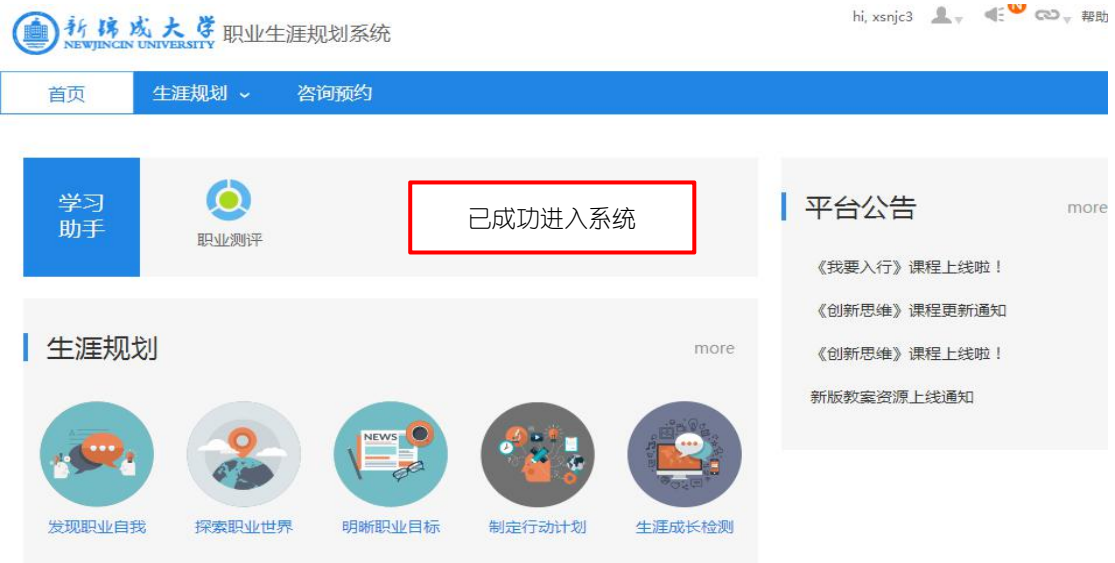 新锦成大学
NEWJINCIN UNIVERSITY
职业生涯规划系统
hi, xsnjc3
N
帮助
首页
生涯规划
咨询预约
学习
助手
职业测评
已成功进入系统
平台公告
more
《我要入行》课程上线啦！
《创新思维》课程更新通知
《创新思维》课程上线啦！
新版教案资源上线通知
生涯规划
more
NEWS
发现职业自我
探索职业世界
明晰职业目标
制定行动计划
生涯成长检测